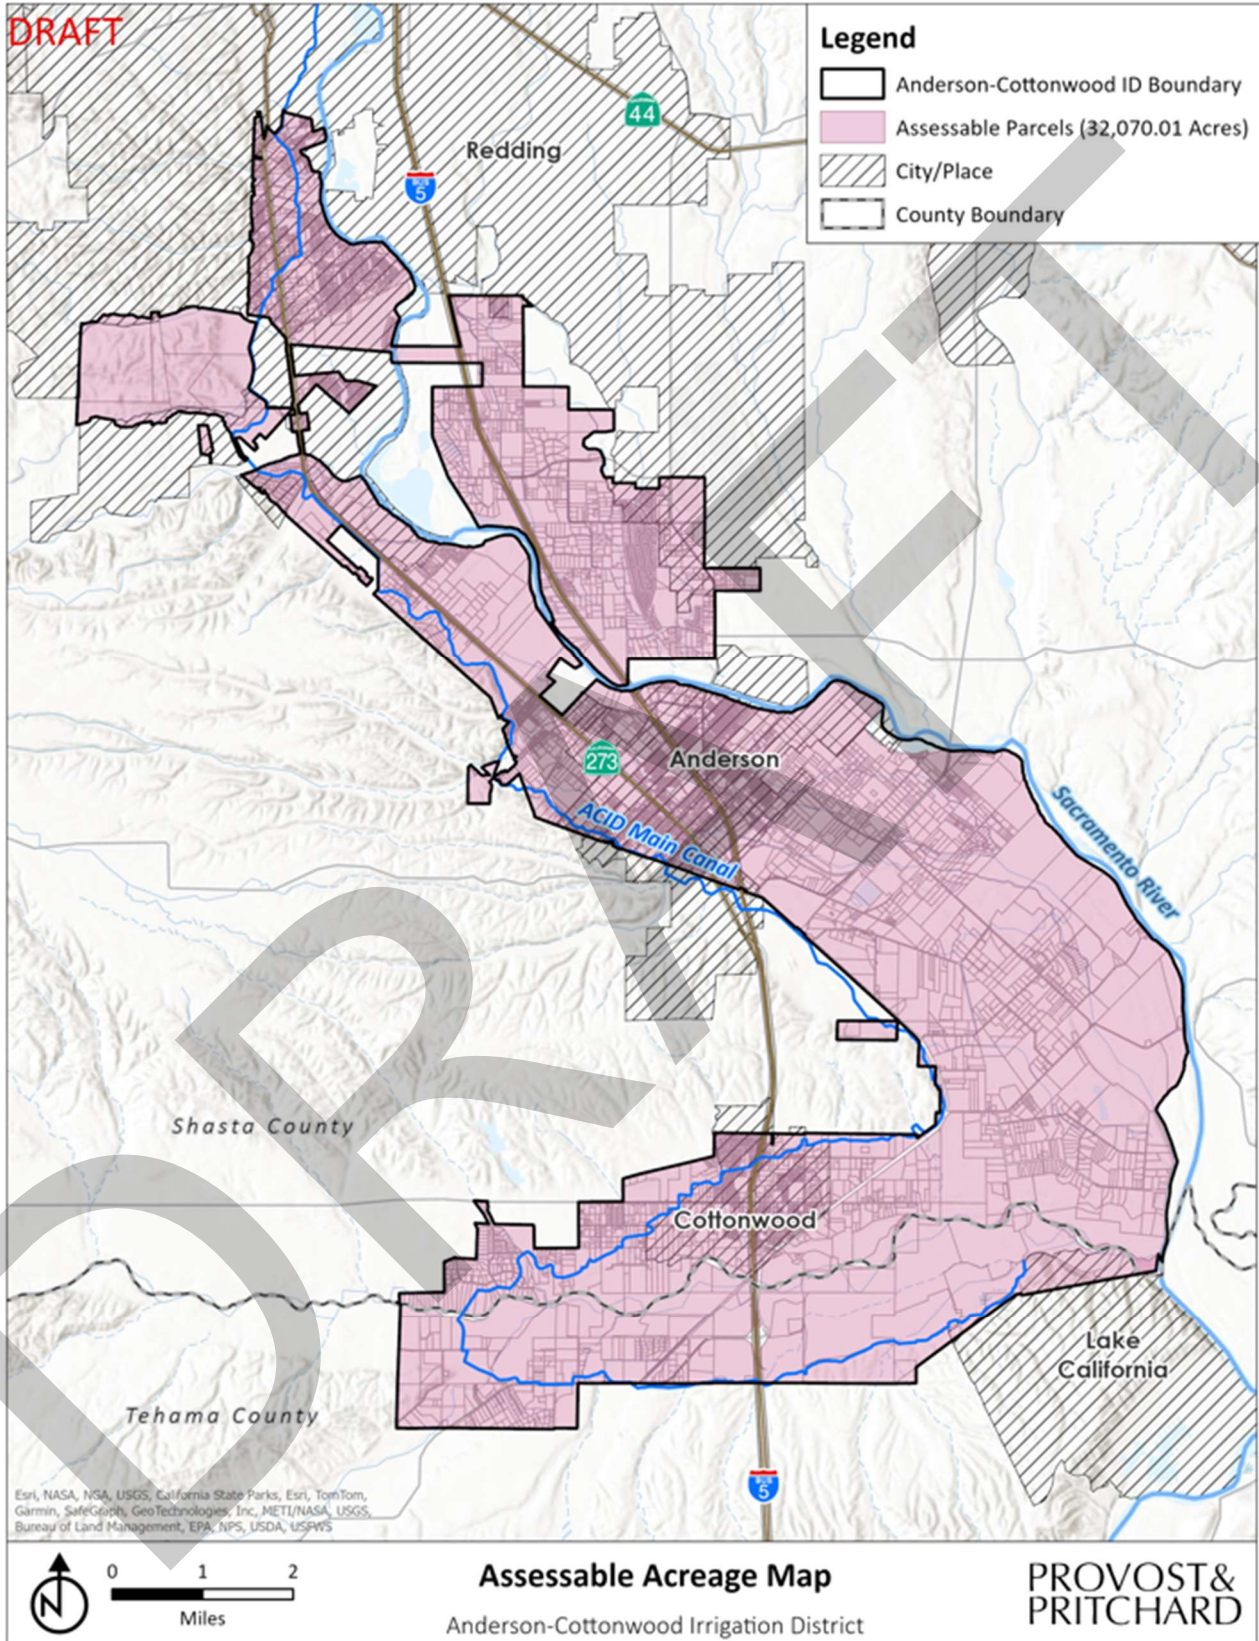 DRAFT
Legend
Anderson-Cottonwood ID Boundary
Assessable Parcels (32,070.01 Acres)
City/Place
County Boundary
44
Redding
BUS
5
273
Anderson
ACID Main Canal
Sacramento River
Shasta County
Cottonwood
Lake
California
Tehama County
BUS
5
DRAFT
Esri, NASA, NGA, USGS, California State Parks, Esri, TomTom,
Garmin, SafeGraph, GeoTechnologies, Inc, METI/NASA, USGS,
Bureau of Land Management, EPA, NPS, USDA, USFWS
N
0 1 2
Miles
Assessable Acreage Map
Anderson-Cottonwood Irrigation District
PROVOST&
PRITCHARD